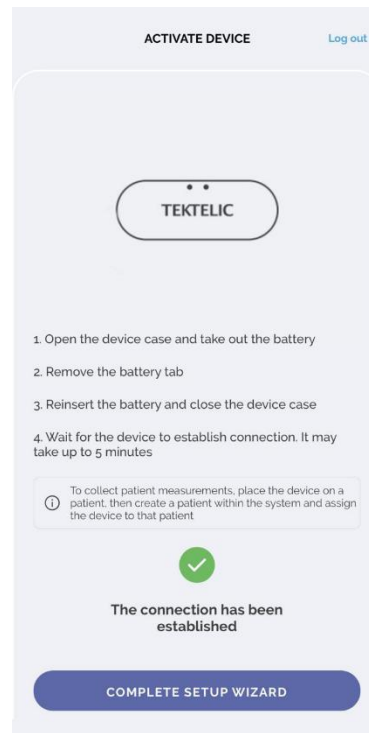 ACTIVATE DEVICE
Log out
TEKTELIC
1. Open the device case and take out the battery
2. Remove the battery tab
3. Reinsert the battery and close the device case
4. Wait for the device to establish connection. It may
take up to 5 minutes
To collect patient measurements, place the device on a
patient, then create a patient within the system and assign
the device to that patient
The connection has been
established
COMPLETE SETUP WIZARD